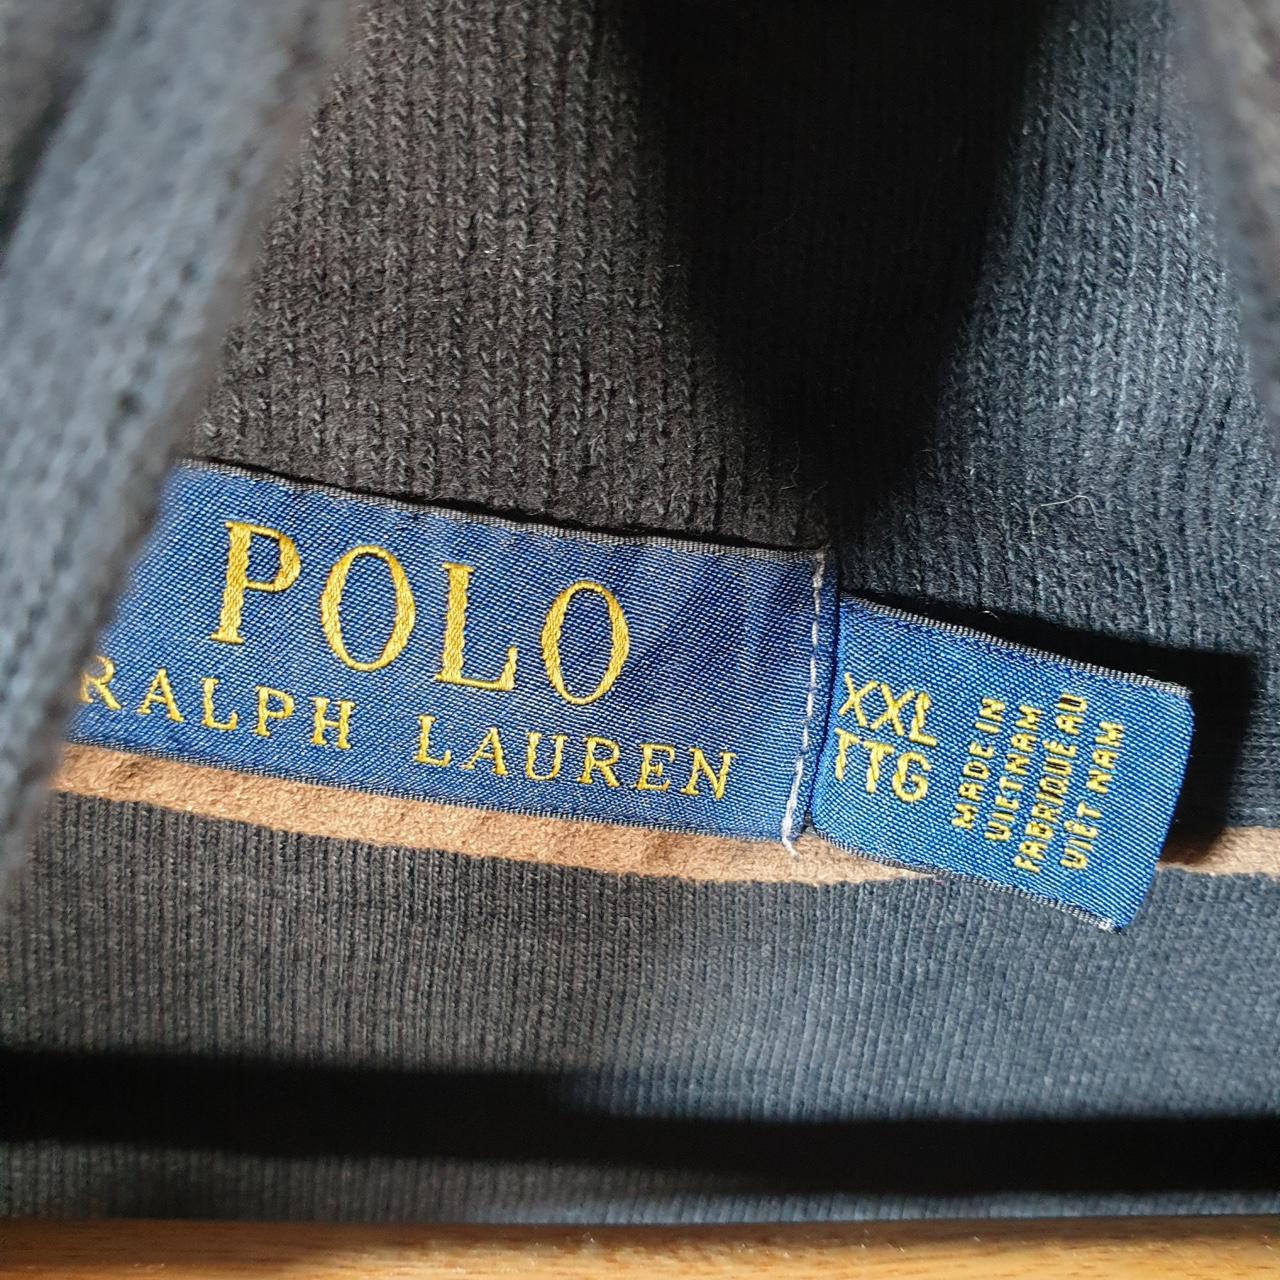 POLO
RALPH LAUREN
XXL
TTG
MADE IN
VIETNAM
FABRIQUÉ AU
VIÊT NAM